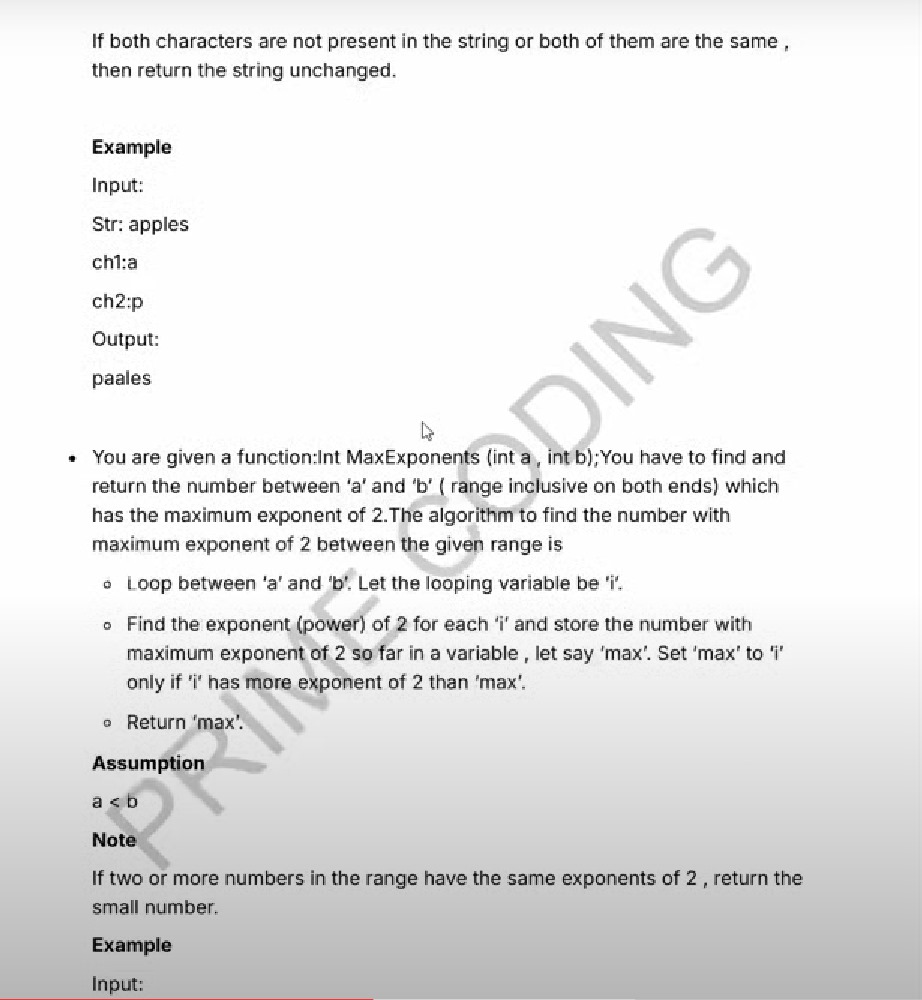 If both characters are not present in the string or both of them are the same ,
then return the string unchanged.
Example
Input:
Str: apples
ch1:a
ch2:p
Output:
paales
• You are given a function:Int MaxExponents (int a , int b);You have to find and
return the number between 'a' and 'b' ( range inclusive on both ends) which
has the maximum exponent of 2.The algorithm to find the number with
maximum exponent of 2 between the given range is
o Loop between 'a' and 'b'. Let the looping variable be 'i'.
o Find the exponent (power) of 2 for each 'i' and store the number with
maximum exponent of 2 so far in a variable , let say 'max'. Set 'max' to 'i'
only if 'i' has more exponent of 2 than 'max'.
o Return 'max'.
Assumption
a < b
Note
If two or more numbers in the range have the same exponents of 2 , return the
small number.
Example
Input:
PRIME CODING